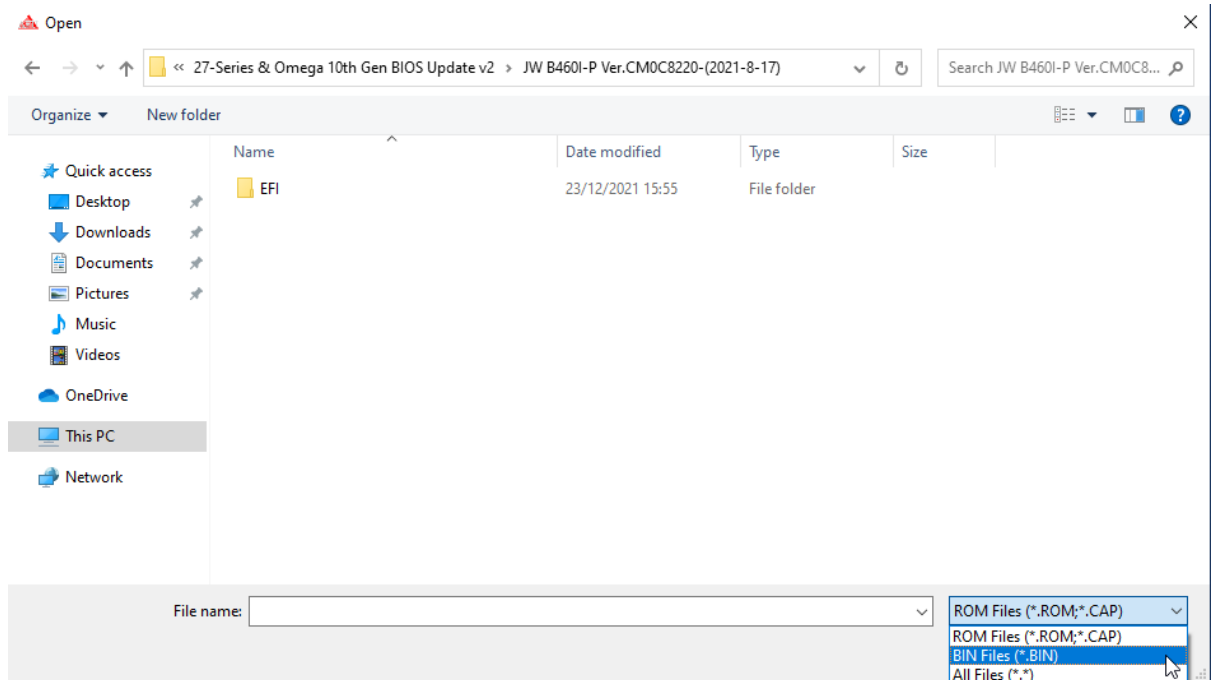 Open
« 27-Series & Omega 10th Gen BIOS Update v2 › JW B460I-P Ver.CM0C8220-(2021-8-17)
Search JW B460I-P Ver.CM0C8...
Organize
New folder
Name Date modified Type Size
EFI 23/12/2021 15:55 File folder
Quick access
Desktop
Downloads
Documents
Pictures
Music
Videos
OneDrive
This PC
Network
File name:
ROM Files (*.ROM;*.CAP)
ROM Files (*.ROM;*.CAP)
BIN Files (*.BIN)
All Files (*.*)